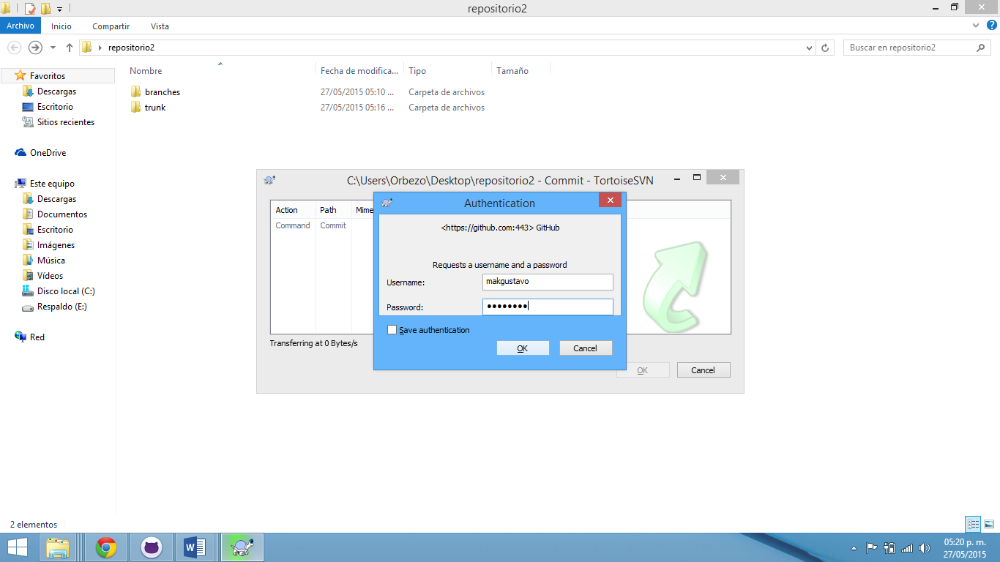 repositorio2
Archivo Inicio Compartir Vista
repositorio2 Buscar en repositorio2
Nombre Fecha de modifica... Tipo Tamaño
branches 27/05/2015 05:10 ... Carpeta de archivos
trunk 27/05/2015 05:16 ... Carpeta de archivos
Favoritos
Descargas
Escritorio
Sitios recientes
OneDrive
Este equipo
Descargas
Documentos
Escritorio
Imágenes
Música
Vídeos
Disco local (C:)
Respaldo (E:)
Red
C:\Users\Orbezo\Desktop\repositorio2 - Commit - TortoiseSVN
Action Path Mime
Command Commit
Transferring at 0 Bytes/s
OK Cancel
Authentication
<https://github.com:443> GitHub
Requests a username and a password
Username: makgustavo
Password: ••••••••
Save authentication
OK Cancel
2 elementos
05:20 p. m.
27/05/2015